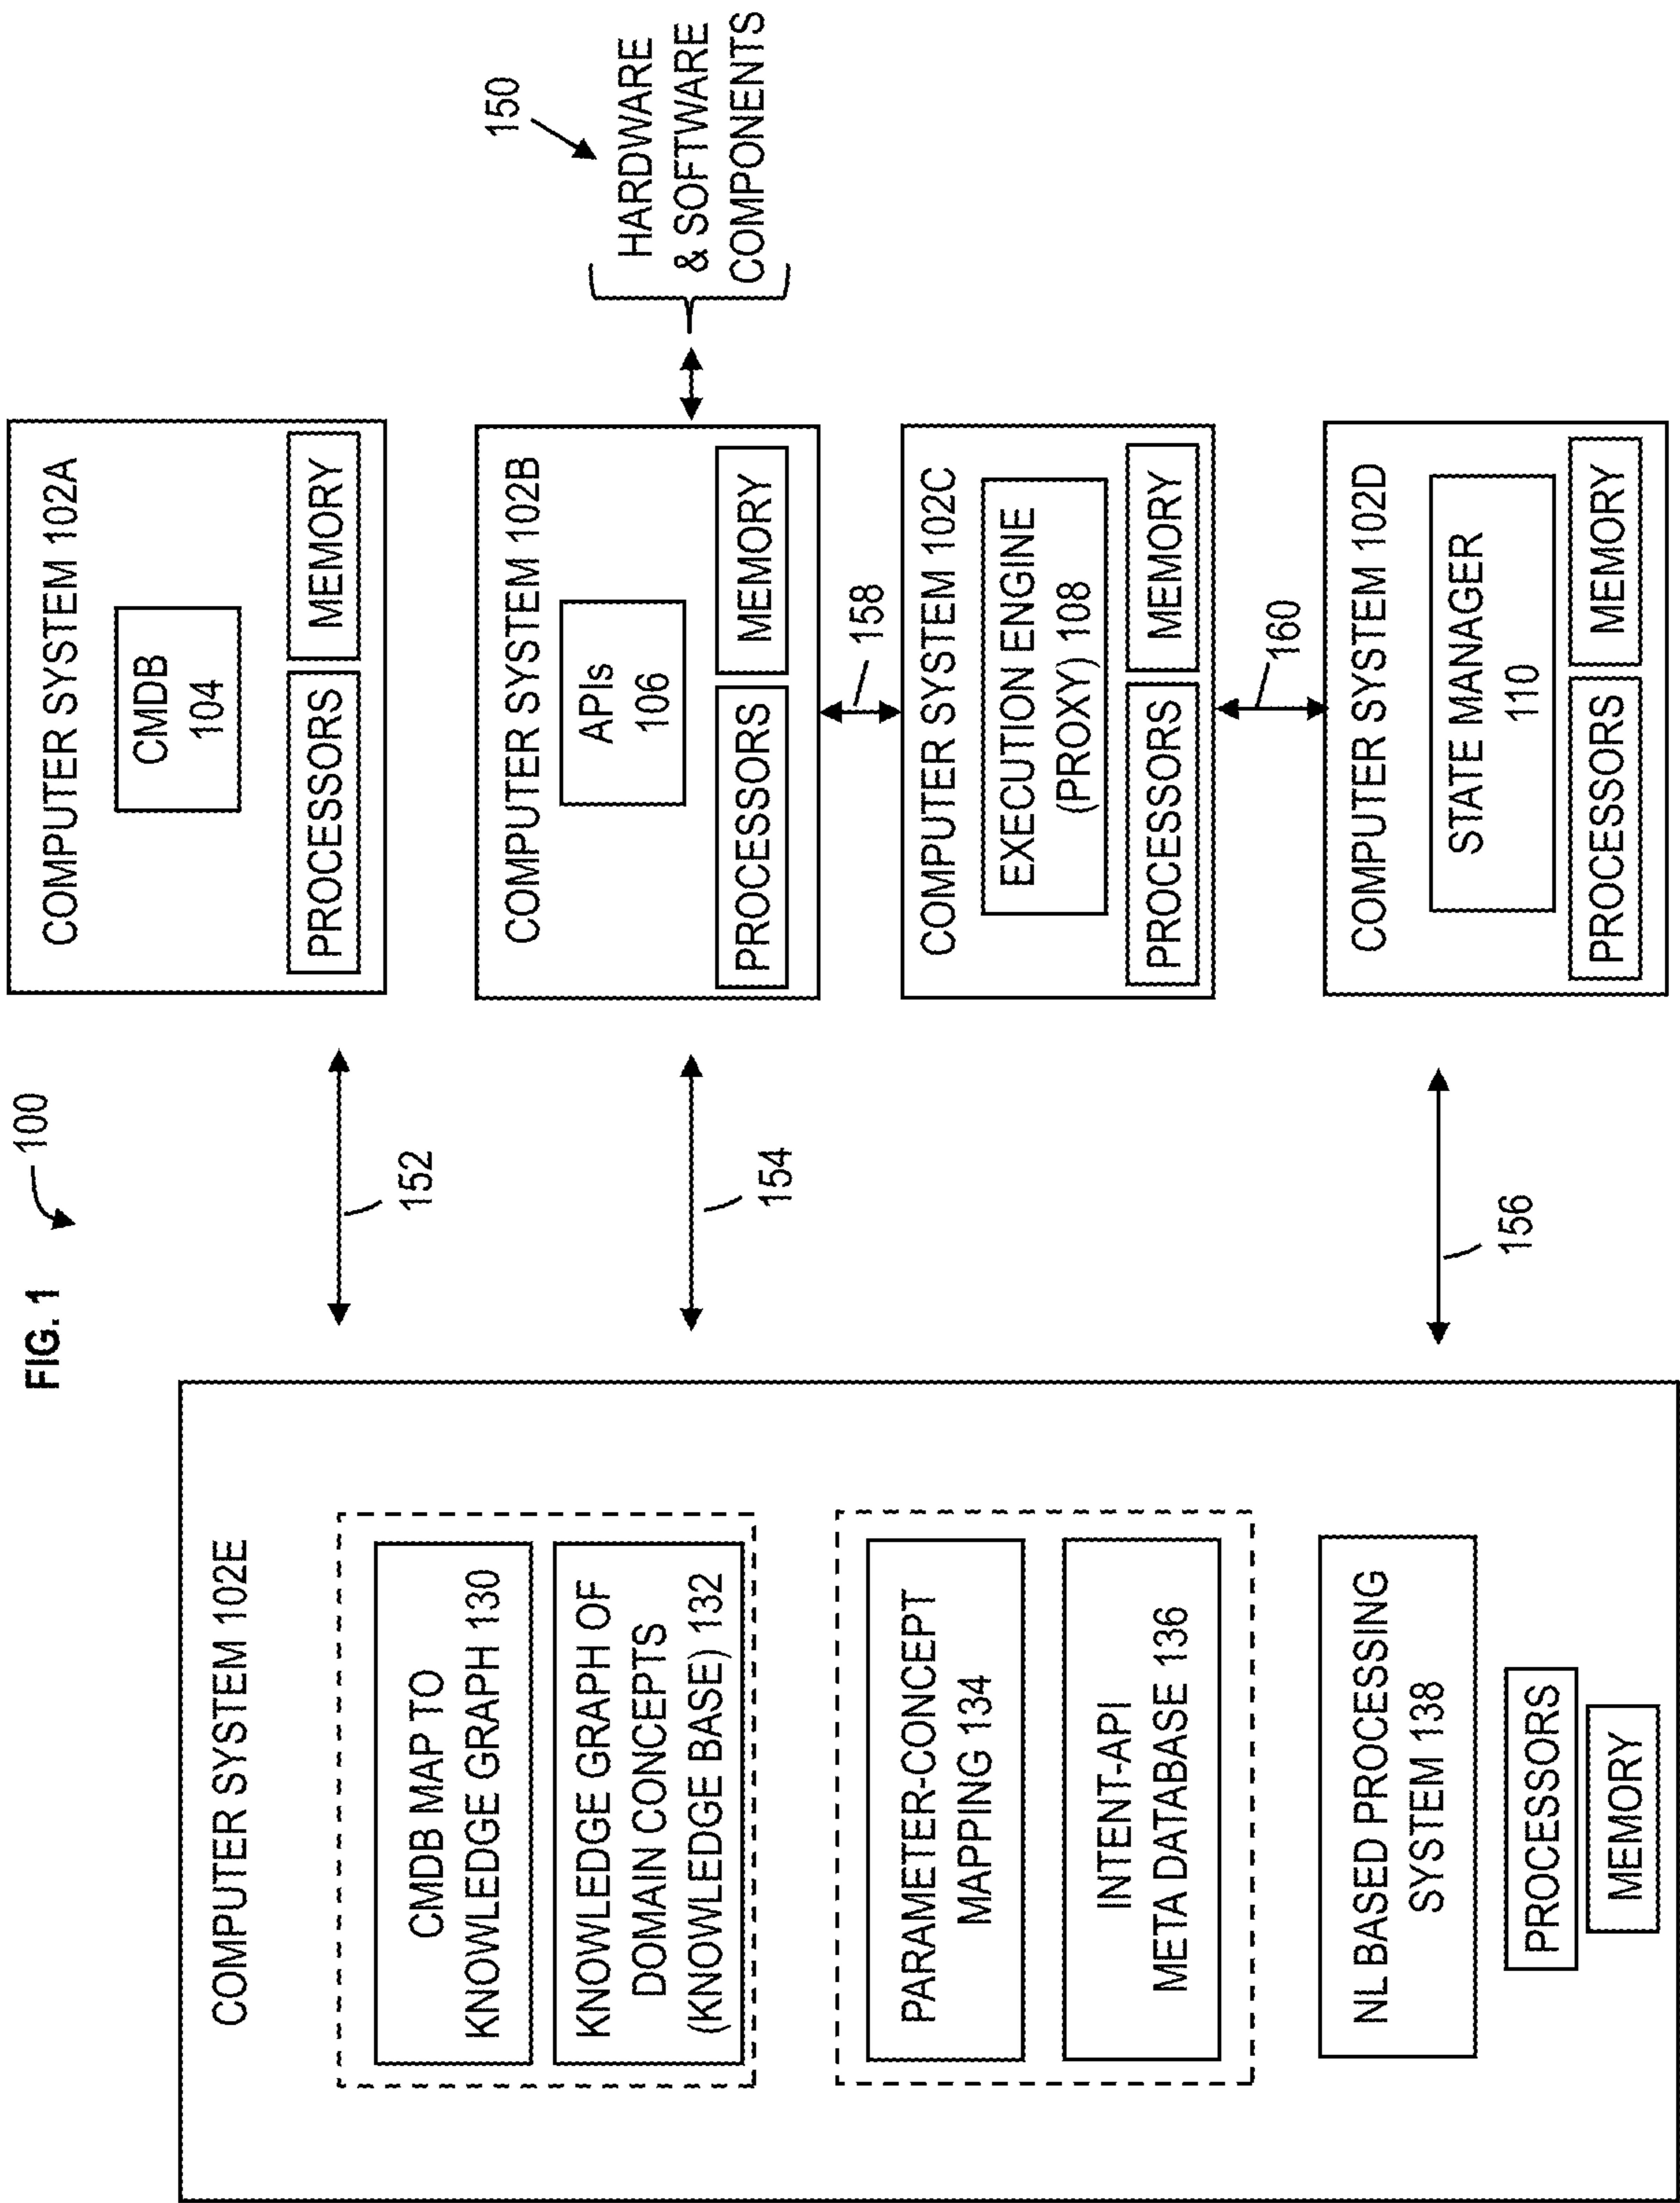 FIG. 1
100
COMPUTER SYSTEM 102E
CMDB MAP TO
KNOWLEDGE GRAPH 130
KNOWLEDGE GRAPH OF
DOMAIN CONCEPTS
(KNOWLEDGE BASE) 132
PARAMETER-CONCEPT
MAPPING 134
INTENT-API
META DATABASE 136
NL BASED PROCESSING
SYSTEM 138
PROCESSORS
MEMORY
152
154
156
COMPUTER SYSTEM 102A
CMDB
104
PROCESSORS
MEMORY
COMPUTER SYSTEM 102B
APIs
106
PROCESSORS
MEMORY
158
COMPUTER SYSTEM 102C
EXECUTION ENGINE
(PROXY) 108
PROCESSORS
MEMORY
160
COMPUTER SYSTEM 102D
STATE MANAGER
110
PROCESSORS
MEMORY
150
HARDWARE
& SOFTWARE
COMPONENTS